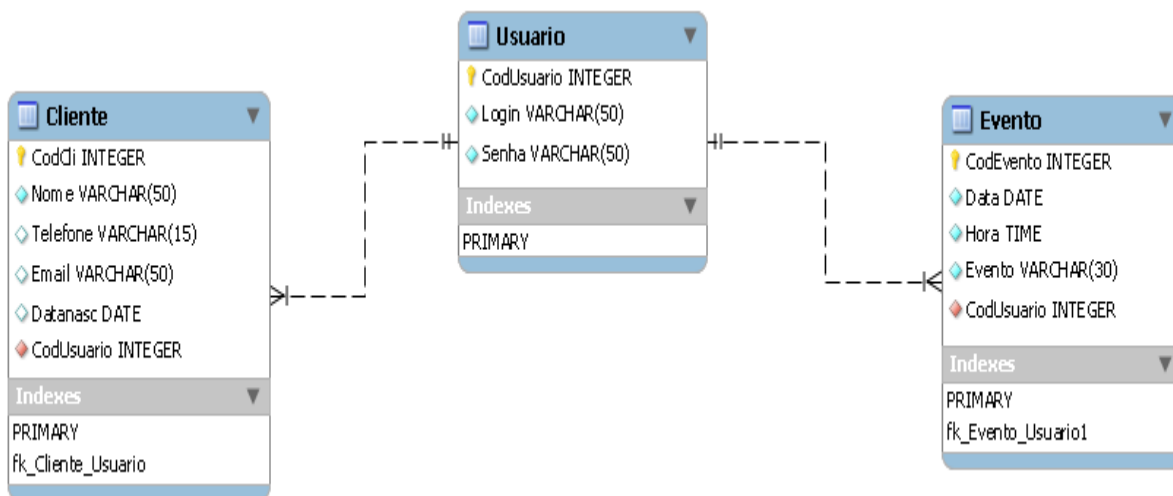 Cliente
CodCli INTEGER
Nome VARCHAR(50)
Telefone VARCHAR(15)
Email VARCHAR(50)
Datanasc DATE
CodUsuario INTEGER
Indexes
PRIMARY
fk_Cliente_Usuario
Usuario
CodUsuario INTEGER
Login VARCHAR(50)
Senha VARCHAR(50)
Indexes
PRIMARY
Evento
CodEvento INTEGER
Data DATE
Hora TIME
Evento VARCHAR(30)
CodUsuario INTEGER
Indexes
PRIMARY
fk_Evento_Usuario1